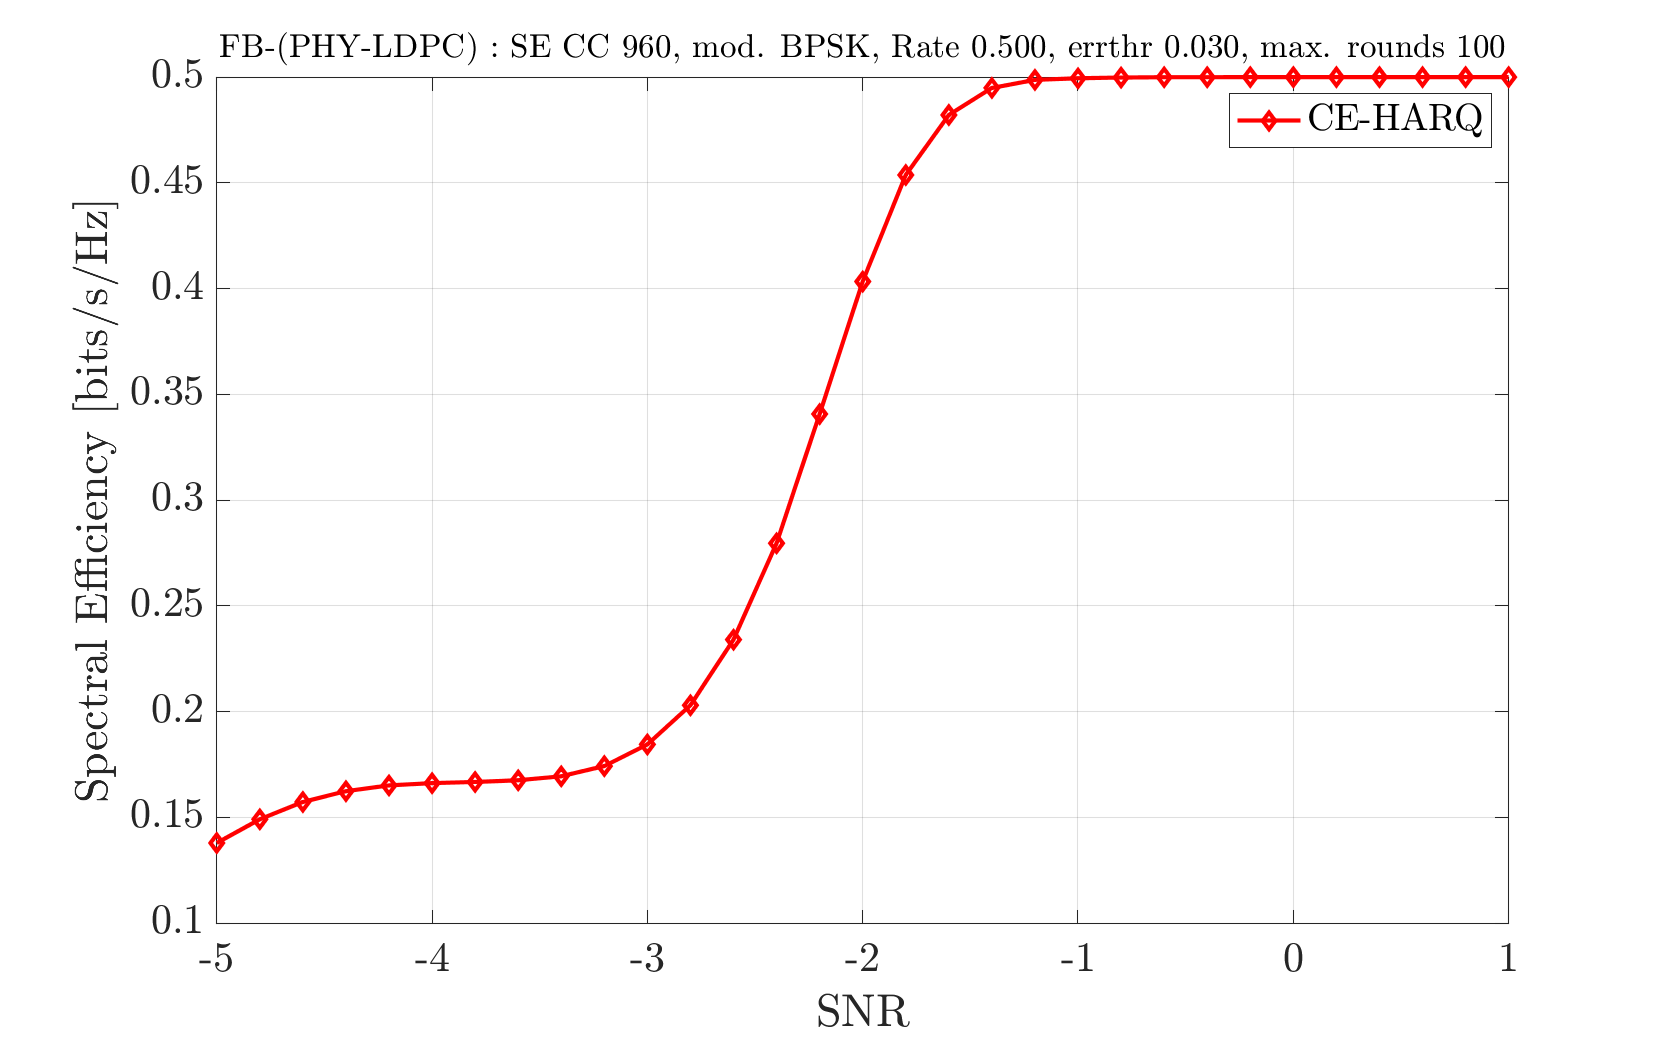 FB-(PHY-LDPC) : SE CC 960, mod. BPSK, Rate 0.500, errthr 0.030, max. rounds 100
CE-HARQ
Spectral Efficiency [bits/s/Hz]
0.5
0.45
0.4
0.35
0.3
0.25
0.2
0.15
0.1
-5 -4 -3 -2 -1 0 1
SNR